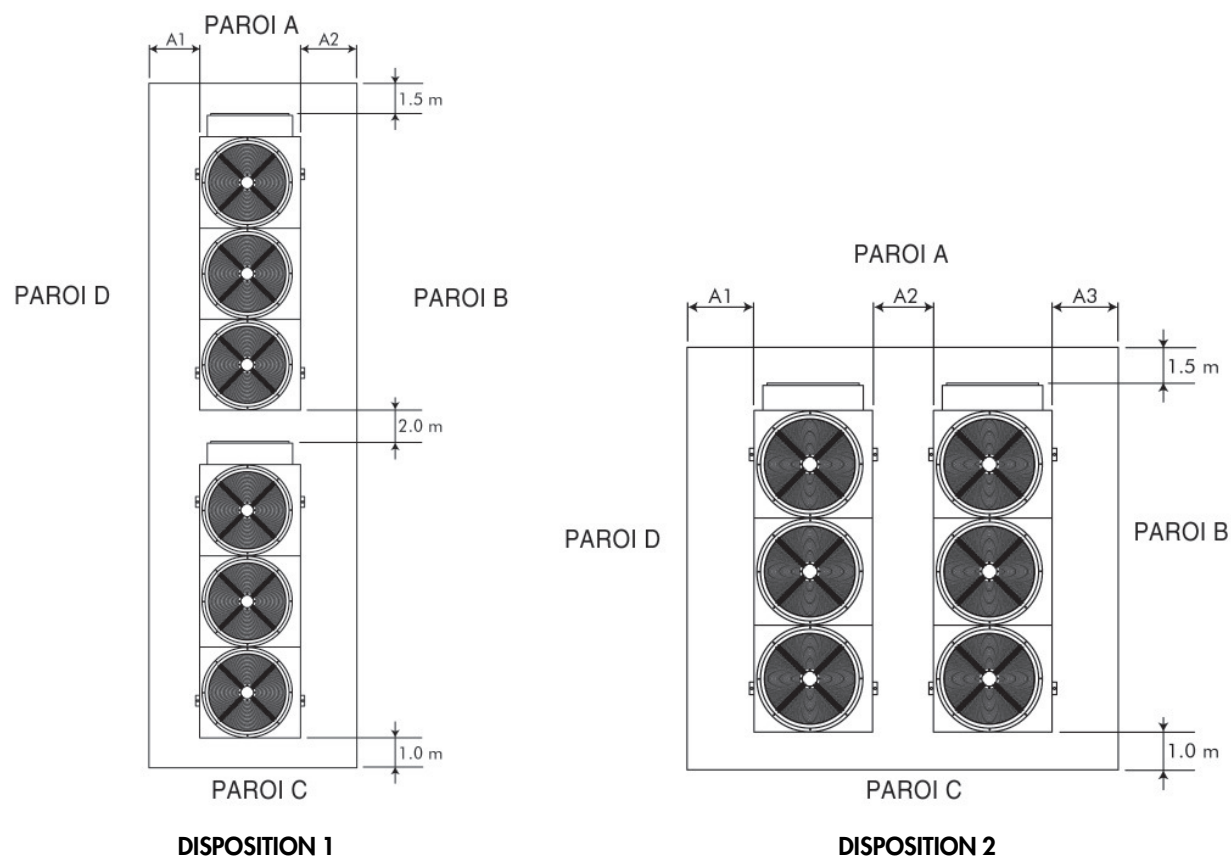 PAROI A
A1
A2
1.5 m
PAROI D
PAROI B
2.0 m
1.0 m
PAROI C
DISPOSITION 1
PAROI A
A1
A2
A3
1.5 m
PAROI D
PAROI B
1.0 m
PAROI C
DISPOSITION 2